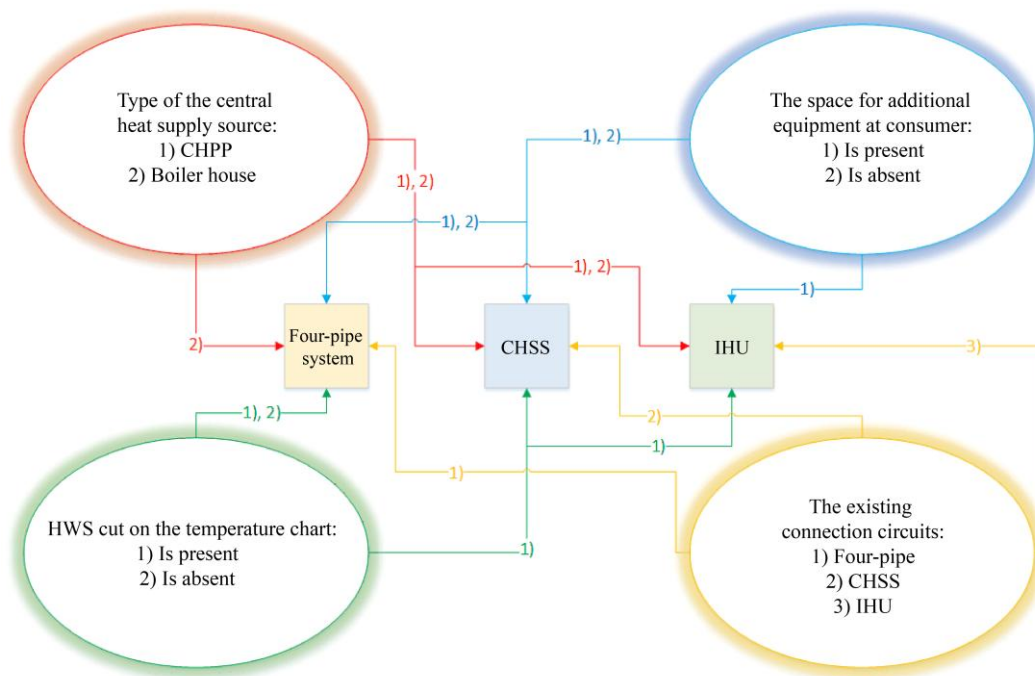 Type of the central
heat supply source:
1) CHPP
2) Boiler house
The space for additional
equipment at consumer:
1) Is present
2) Is absent
1), 2)
1), 2)
1), 2)
1), 2)
1)
2)
Four-pipe
system
CHSS
IHU
3)
1), 2)
2)
1)
1)
1)
HWS cut on the temperature chart:
1) Is present
2) Is absent
The existing
connection circuits:
1) Four-pipe
2) CHSS
3) IHU